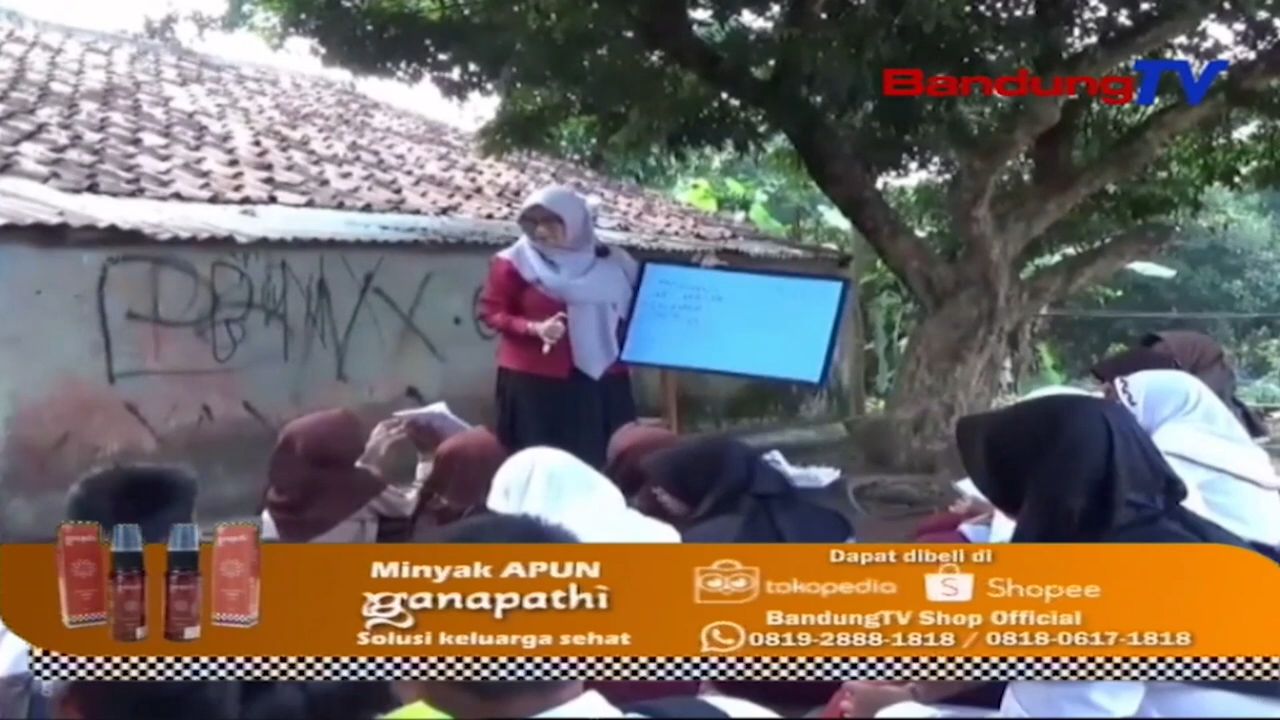 BandungTV
Minyak APUN
ganapathi
Solusi keluarga sehat
Dapat dibeli di
tokopedia
Shopee
BandungTV Shop Official
0819-2888-1818 / 0818-0617-1818